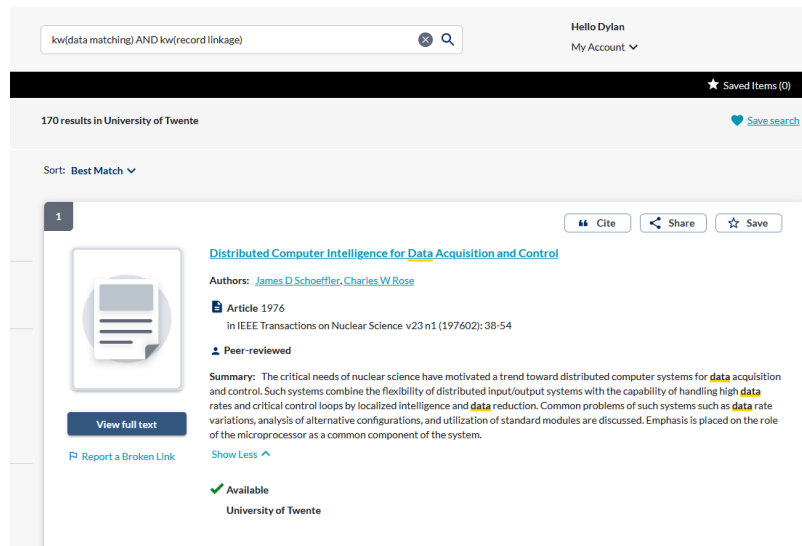 kw(data matching) AND kw(record linkage)
Hello Dylan
My Account
Saved Items (0)
170 results in University of Twente
Save search
Sort: Best Match
1
Cite
Share
Save
Distributed Computer Intelligence for Data Acquisition and Control
Authors: James D Schoeffler, Charles W Rose
Article 1976
in IEEE Transactions on Nuclear Science v23 n1 (197602): 38-54
Peer-reviewed
Summary: The critical needs of nuclear science have motivated a trend toward distributed computer systems for data acquisition
and control. Such systems combine the flexibility of distributed input/output systems with the capability of handling high data
rates and critical control loops by localized intelligence and data reduction. Common problems of such systems such as data rate
variations, analysis of alternative configurations, and utilization of standard modules are discussed. Emphasis is placed on the role
of the microprocessor as a common component of the system.
View full text
Report a Broken Link
Show Less
Available
University of Twente